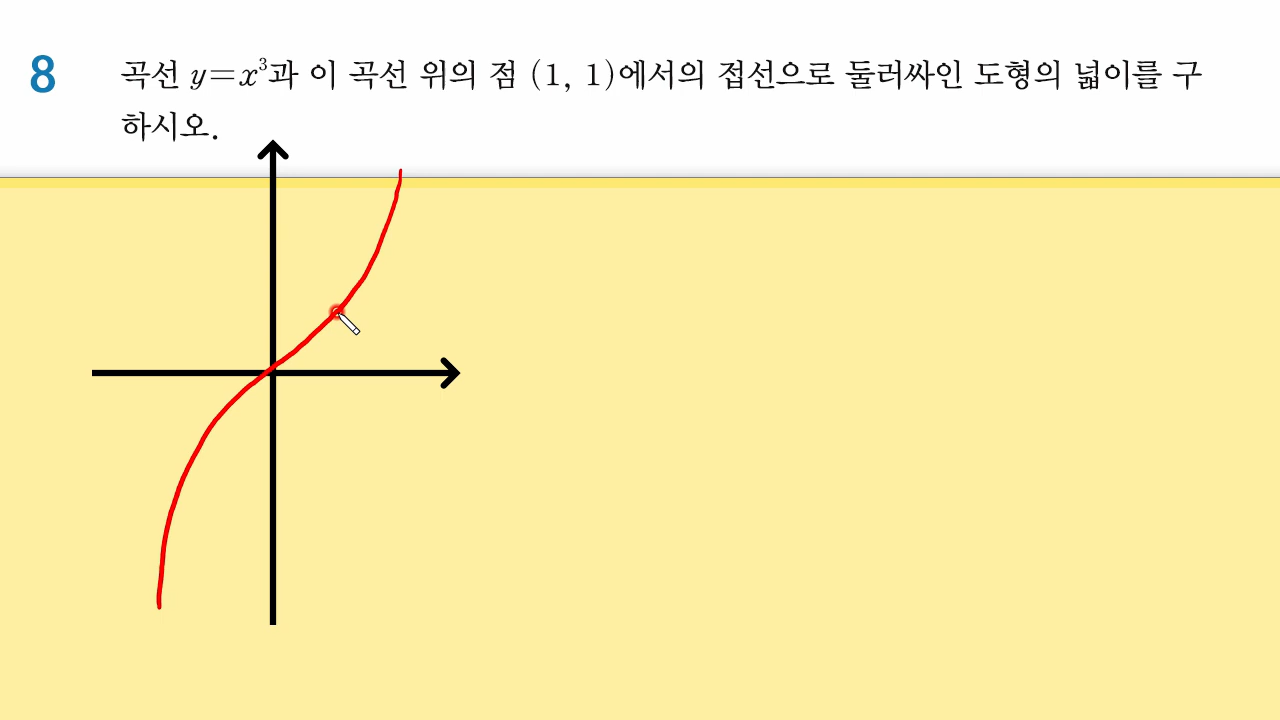 8 곡선 y=x³과 이 곡선 위의 점 (1, 1)에서의 접선으로 둘러싸인 도형의 넓이를 구
하시오.